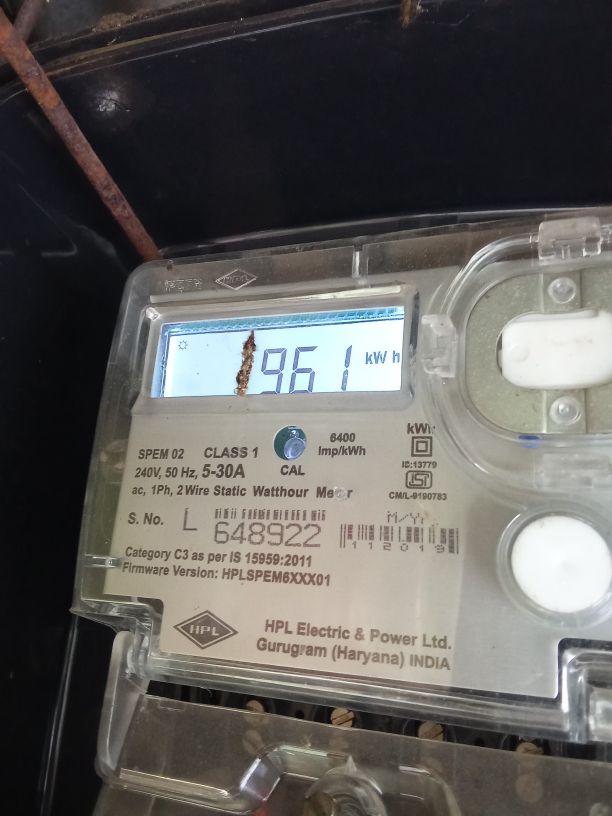 HPL
961 kWh
SPEM 02 CLASS 1 6400 kWh
240V, 50 Hz, 5-30A CAL Imp/kWh
IS:13779
ac, 1Ph, 2 Wire Static Watthour Meter CM/L-9190783
S. No. L 648922 M/Yr
112019
Category C3 as per IS 15959:2011
Firmware Version: HPLSPEM6XXX01
HPL HPL Electric & Power Ltd.
Gurugram (Haryana) INDIA